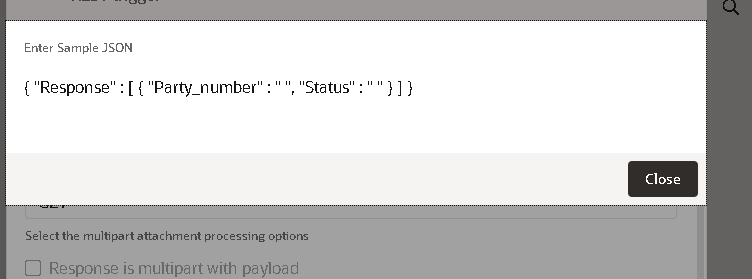 Enter Sample JSON
{ "Response" : [ { "Party_number" : " ", "Status" : " " } ] }
Close
Select the multipart attachment processing options
Response is multipart with payload